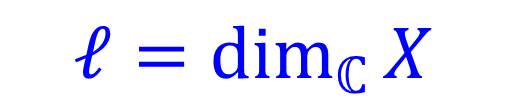 ℓ = dim_ℂ X